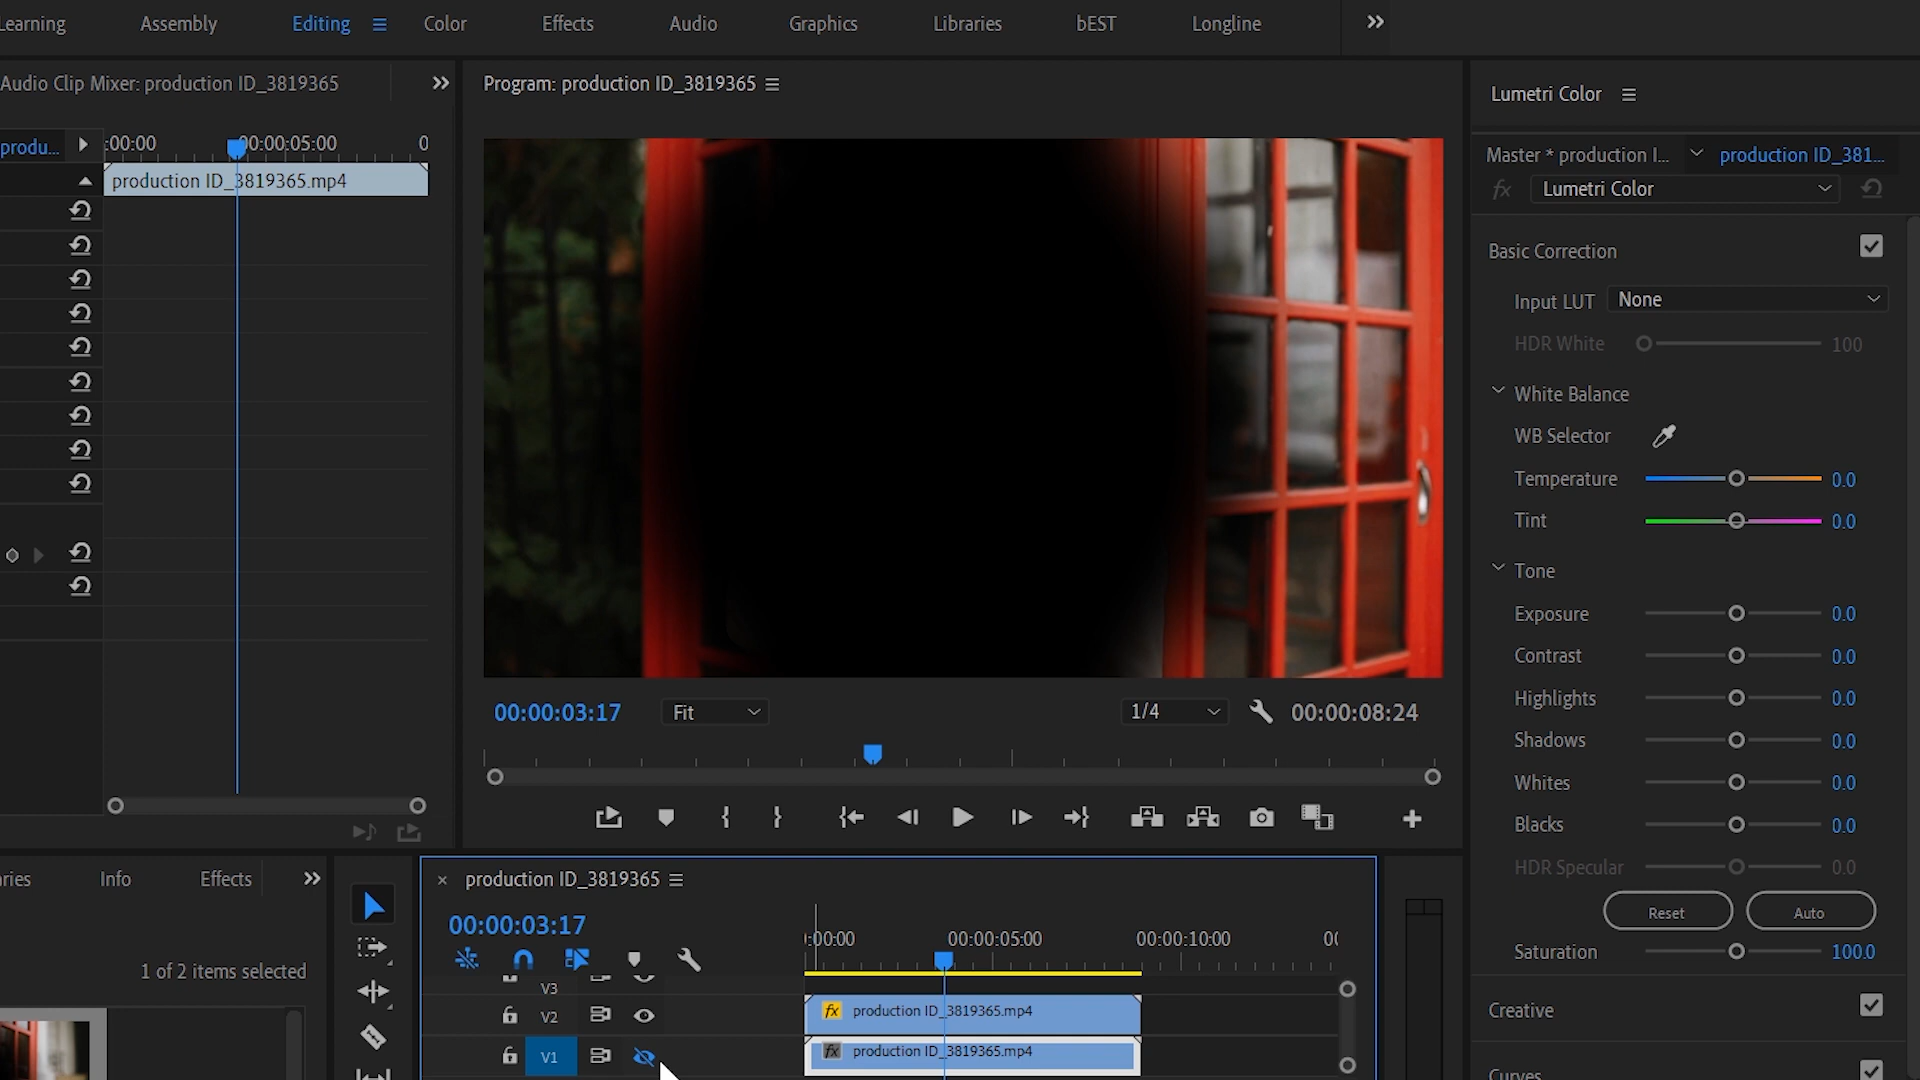 Learning Assembly Editing Color Effects Audio Graphics Libraries bEST Longline
Audio Clip Mixer: production ID_3819365
Program: production ID_3819365
Lumetri Color
produ...
:00:00 00:00:05:00 0
production ID_3819365.mp4
Master * production I... production ID_381...
fx Lumetri Color
Basic Correction
Input LUT None
HDR White 100
White Balance
WB Selector
Temperature 0.0
Tint 0.0
Tone
Exposure 0.0
Contrast 0.0
Highlights 0.0
Shadows 0.0
Whites 0.0
Blacks 0.0
HDR Specular 0.0
Reset Auto
Saturation 100.0
Creative
Curves
00:00:03:17 Fit 1/4 00:00:08:24
ries Info Effects
1 of 2 items selected
× production ID_3819365
00:00:03:17
:00:00 00:00:05:00 00:00:10:00 00
V3
V2 fx production ID_3819365.mp4
V1 fx production ID_3819365.mp4